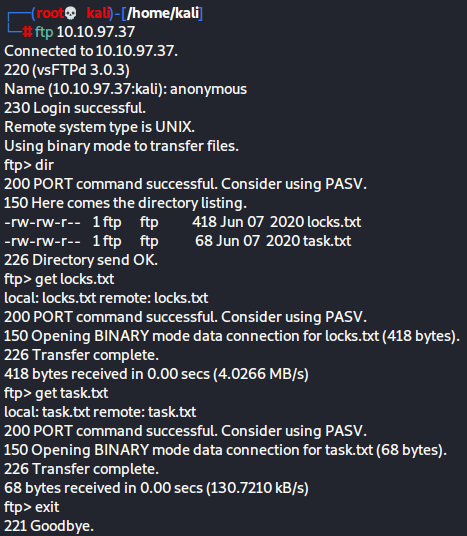 ┌──(root💀 kali)-[/home/kali]
└─# ftp 10.10.97.37
Connected to 10.10.97.37.
220 (vsFTPd 3.0.3)
Name (10.10.97.37:kali): anonymous
230 Login successful.
Remote system type is UNIX.
Using binary mode to transfer files.
ftp> dir
200 PORT command successful. Consider using PASV.
150 Here comes the directory listing.
-rw-rw-r-- 1 ftp ftp 418 Jun 07 2020 locks.txt
-rw-rw-r-- 1 ftp ftp 68 Jun 07 2020 task.txt
226 Directory send OK.
ftp> get locks.txt
local: locks.txt remote: locks.txt
200 PORT command successful. Consider using PASV.
150 Opening BINARY mode data connection for locks.txt (418 bytes).
226 Transfer complete.
418 bytes received in 0.00 secs (4.0266 MB/s)
ftp> get task.txt
local: task.txt remote: task.txt
200 PORT command successful. Consider using PASV.
150 Opening BINARY mode data connection for task.txt (68 bytes).
226 Transfer complete.
68 bytes received in 0.00 secs (130.7210 kB/s)
ftp> exit
221 Goodbye.